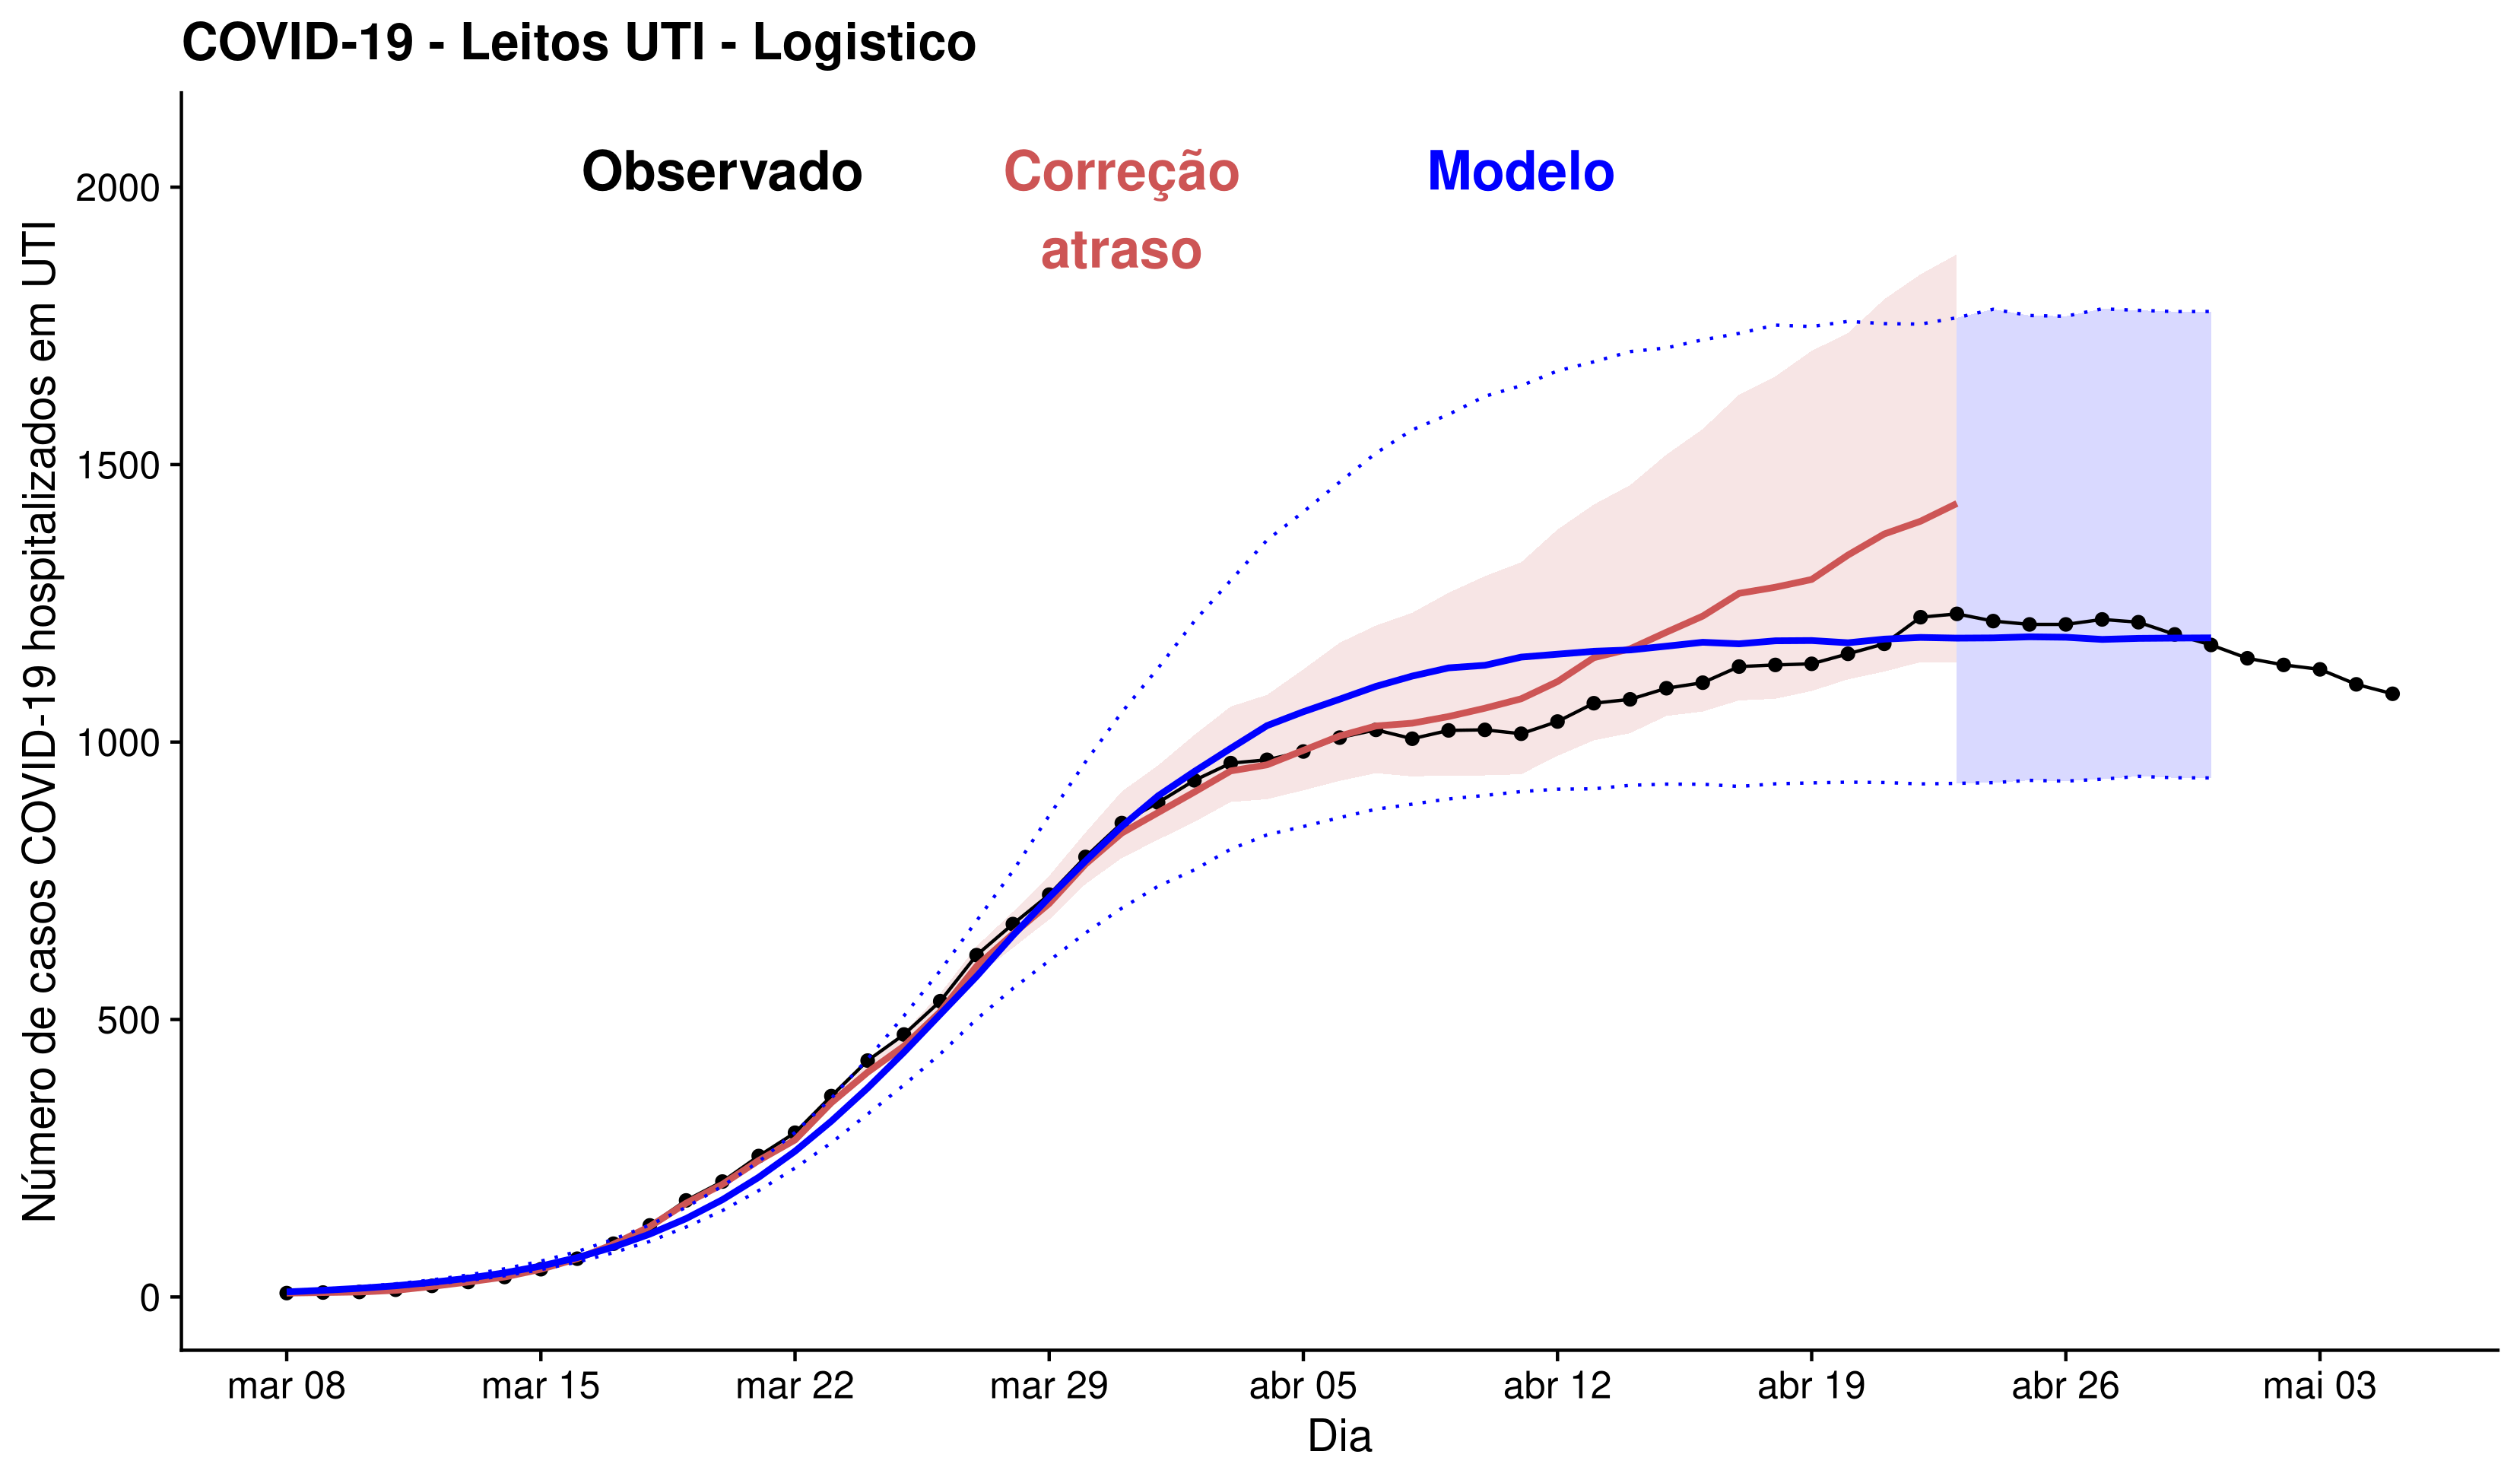 COVID-19 - Leitos UTI - Logistico
Observado
Correção
atraso
Modelo
Número de casos COVID-19 hospitalizados em UTI
2000
1500
1000
500
0
mar 08
mar 15
mar 22
mar 29
abr 05
abr 12
abr 19
abr 26
mai 03
Dia